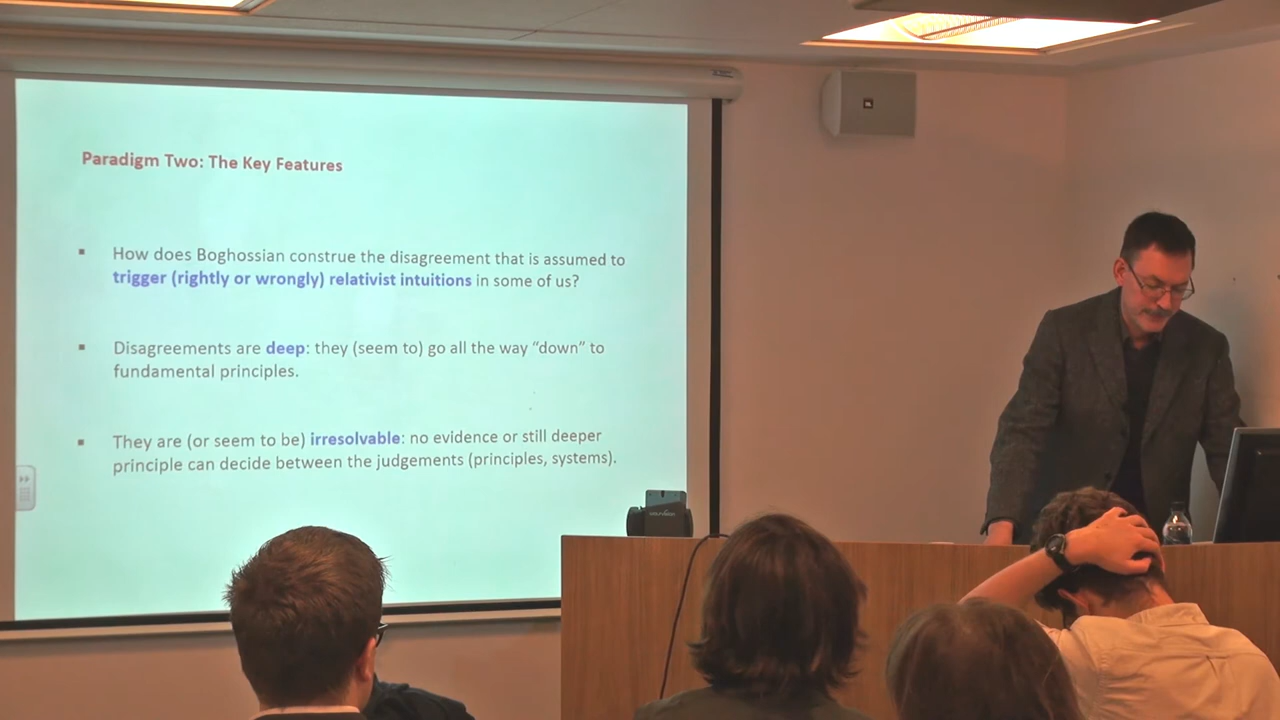 Paradigm Two: The Key Features
▪ How does Boghossian construe the disagreement that is assumed to
trigger (rightly or wrongly) relativist intuitions in some of us?
▪ Disagreements are deep: they (seem to) go all the way “down” to
fundamental principles.
▪ They are (or seem to be) irresolvable: no evidence or still deeper
principle can decide between the judgements (principles, systems).